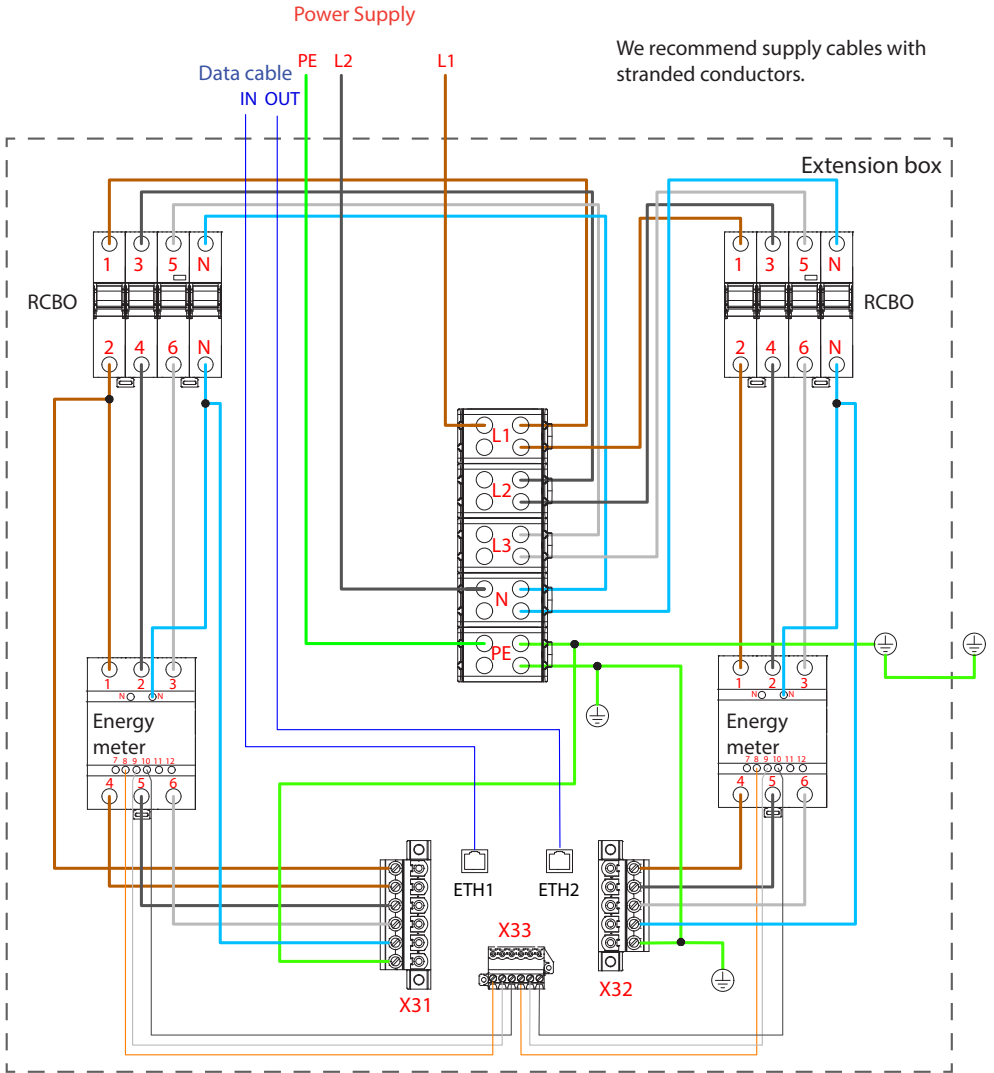 Power Supply
We recommend supply cables with
stranded conductors.
PE L2 L1
Data cable
IN OUT
Extension box
1 3 5 N
1 3 5 N
RCBO
RCBO
2 4 6 N
2 4 6 N
L1
L2
L3
N
PE
1 2 3
N N
Energy
meter
7 8 9 10 11 12
4 5 6
1 2 3
N N
Energy
meter
7 8 9 10 11 12
4 5 6
ETH1
ETH2
X33
X31
X32